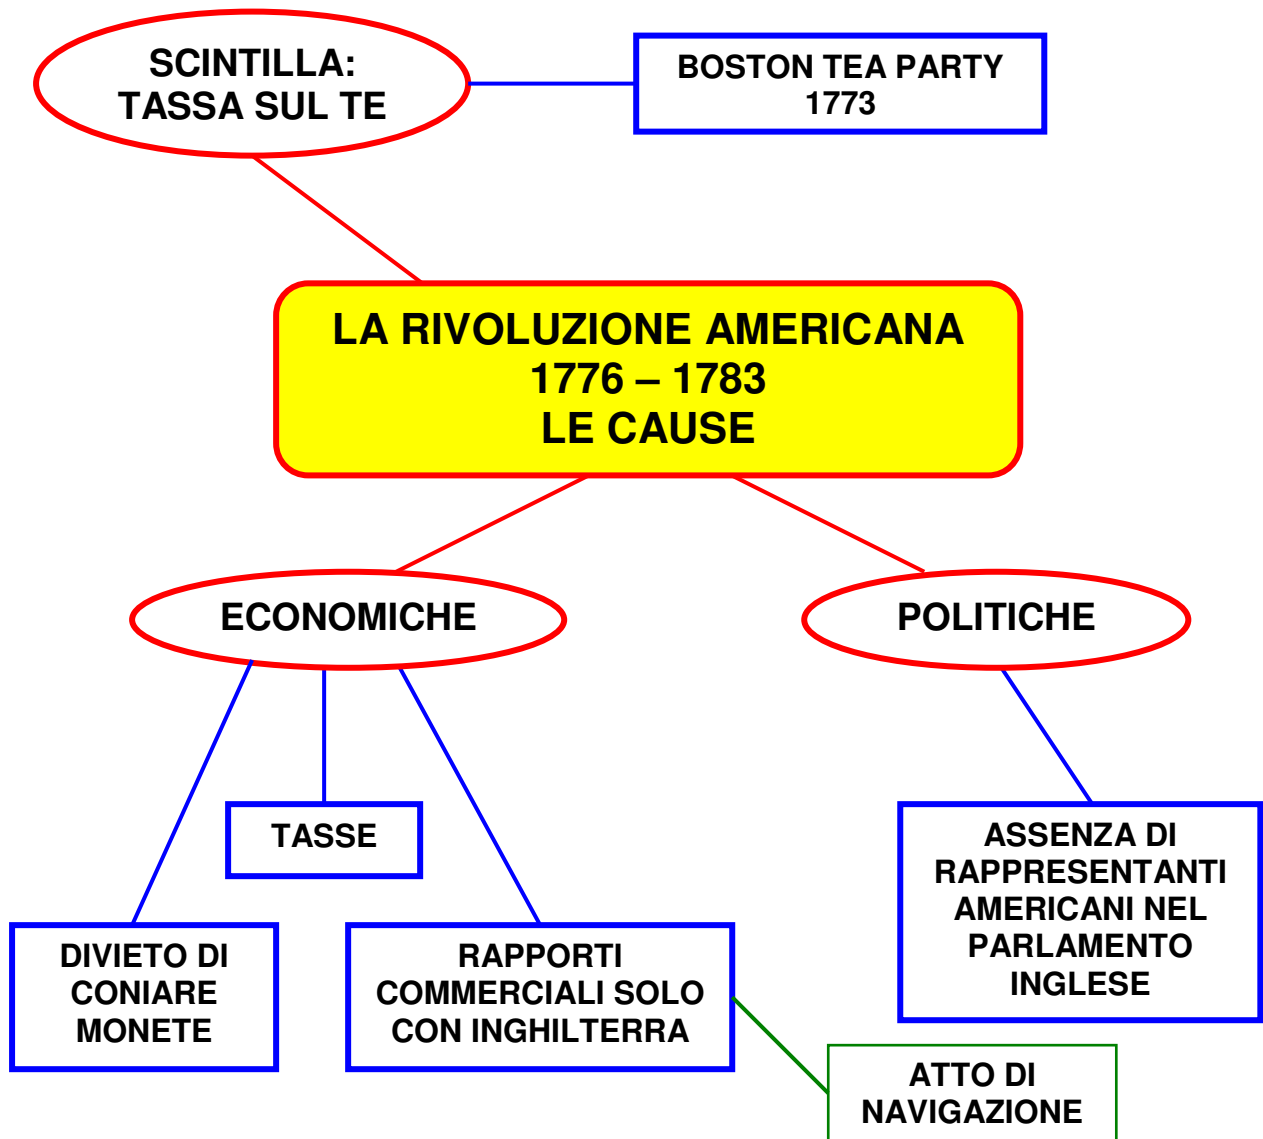 SCINTILLA:
TASSA SUL TE
BOSTON TEA PARTY
1773
LA RIVOLUZIONE AMERICANA
1776 – 1783
LE CAUSE
ECONOMICHE
POLITICHE
TASSE
ASSENZA DI
RAPPRESENTANTI
AMERICANI NEL
PARLAMENTO
INGLESE
DIVIETO DI
CONIARE
MONETE
RAPPORTI
COMMERCIALI SOLO
CON INGHILTERRA
ATTO DI
NAVIGAZIONE